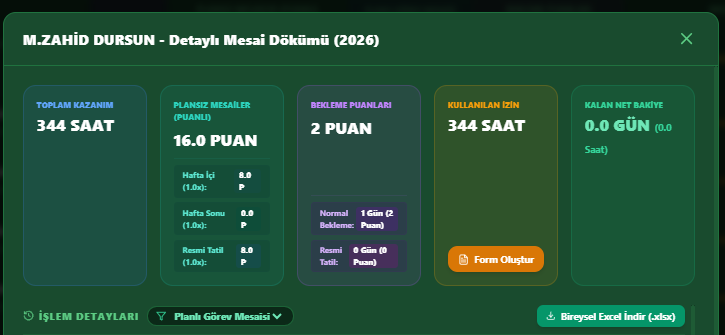 M.ZAHİD DURSUN - Detaylı Mesai Dökümü (2026)
TOPLAM KAZANIM
344 SAAT
PLANSIZ MESAİLER
(PUANLI)
16.0 PUAN
Hafta İçi
(1.0x):
8.0
P
Hafta Sonu
(1.0x):
0.0
P
Resmi Tatil
(1.0x):
8.0
P
BEKLEME PUANLARI
2 PUAN
Normal
Bekleme:
1 Gün (2
Puan)
Resmi
Tatil:
0 Gün (0
Puan)
KULLANILAN İZİN
344 SAAT
Form Oluştur
KALAN NET BAKİYE
0.0 GÜN (0.0
Saat)
İŞLEM DETAYLARI
Planlı Görev Mesaisi
Bireysel Excel İndir (.xlsx)